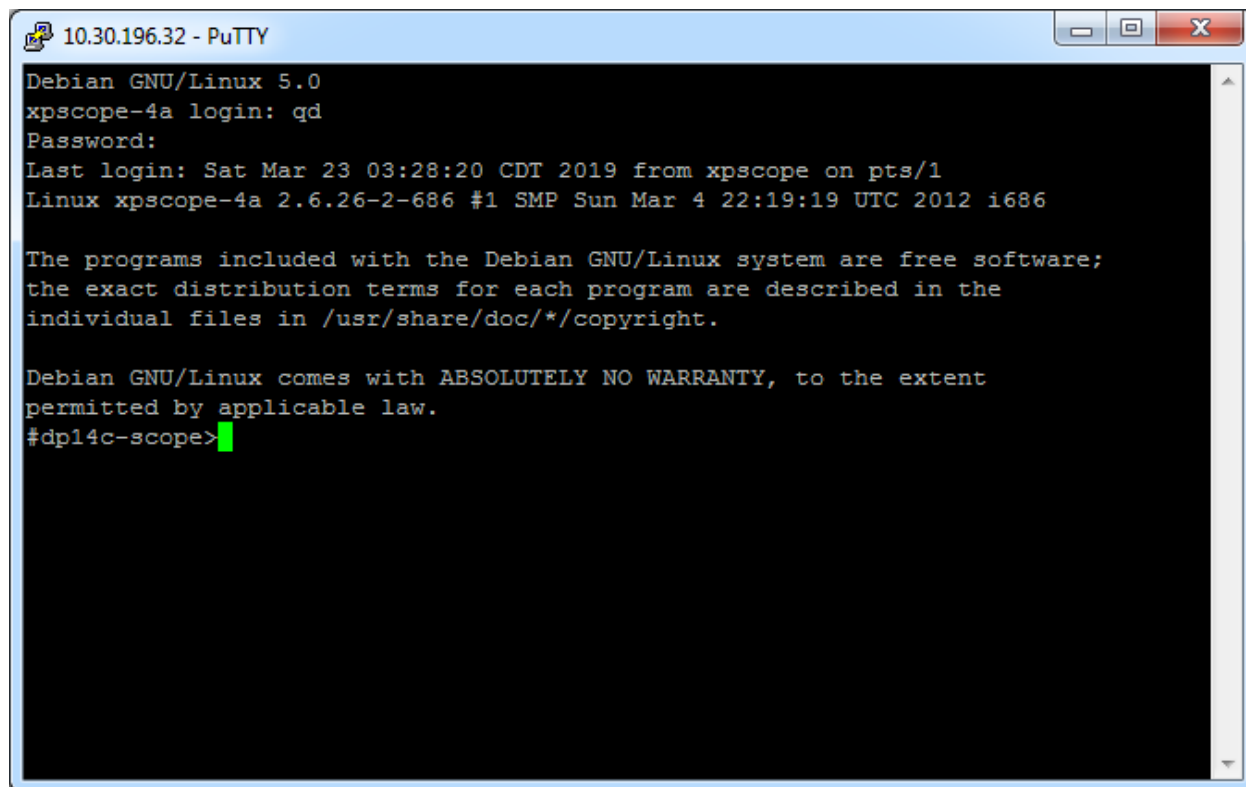 10.30.196.32 - PuTTY
Debian GNU/Linux 5.0
xpscope-4a login: qd
Password:
Last login: Sat Mar 23 03:28:20 CDT 2019 from xpscope on pts/1
Linux xpscope-4a 2.6.26-2-686 #1 SMP Sun Mar 4 22:19:19 UTC 2012 i686
The programs included with the Debian GNU/Linux system are free software;
the exact distribution terms for each program are described in the
individual files in /usr/share/doc/*/copyright.
Debian GNU/Linux comes with ABSOLUTELY NO WARRANTY, to the extent
permitted by applicable law.
#dp14c-scope>